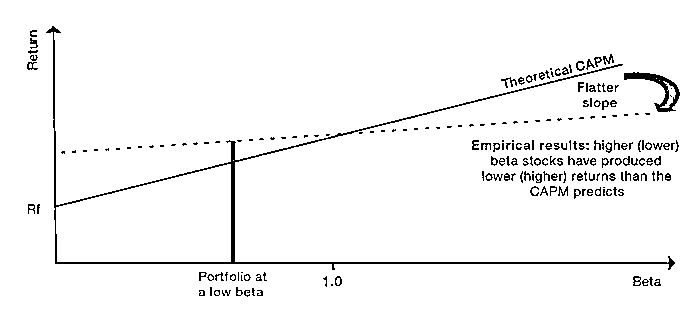 Return
Theoretical CAPM
Flatter
slope
Empirical results: higher (lower)
beta stocks have produced
lower (higher) returns than the
CAPM predicts
Rf
Portfolio at
a low beta
1.0
Beta